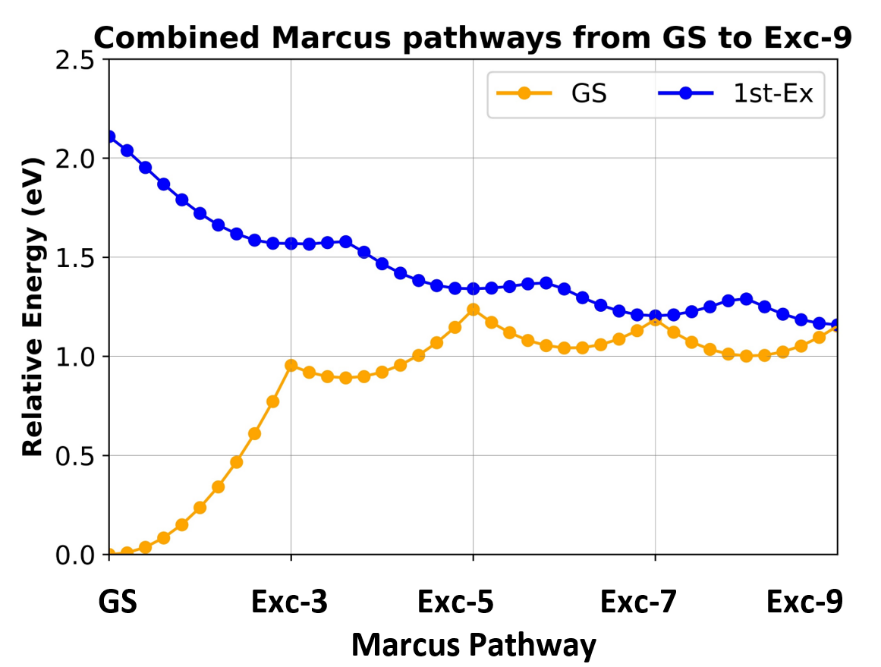 Combined Marcus pathways from GS to Exc-9
GS 1st-Ex
Relative Energy (eV)
2.5
2.0
1.5
1.0
0.5
0.0
GS Exc-3 Exc-5 Exc-7 Exc-9
Marcus Pathway